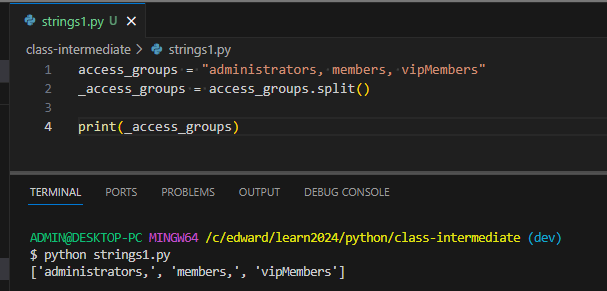 strings1.py U
class-intermediate > strings1.py
1 access_groups = "administrators, members, vipMembers"
2 _access_groups = access_groups.split()
3
4 print(_access_groups)
TERMINAL PORTS PROBLEMS OUTPUT DEBUG CONSOLE
ADMIN@DESKTOP-PC MINGW64 /c/edward/learn2024/python/class-intermediate (dev)
$ python strings1.py
['administrators,', 'members,', 'vipMembers']